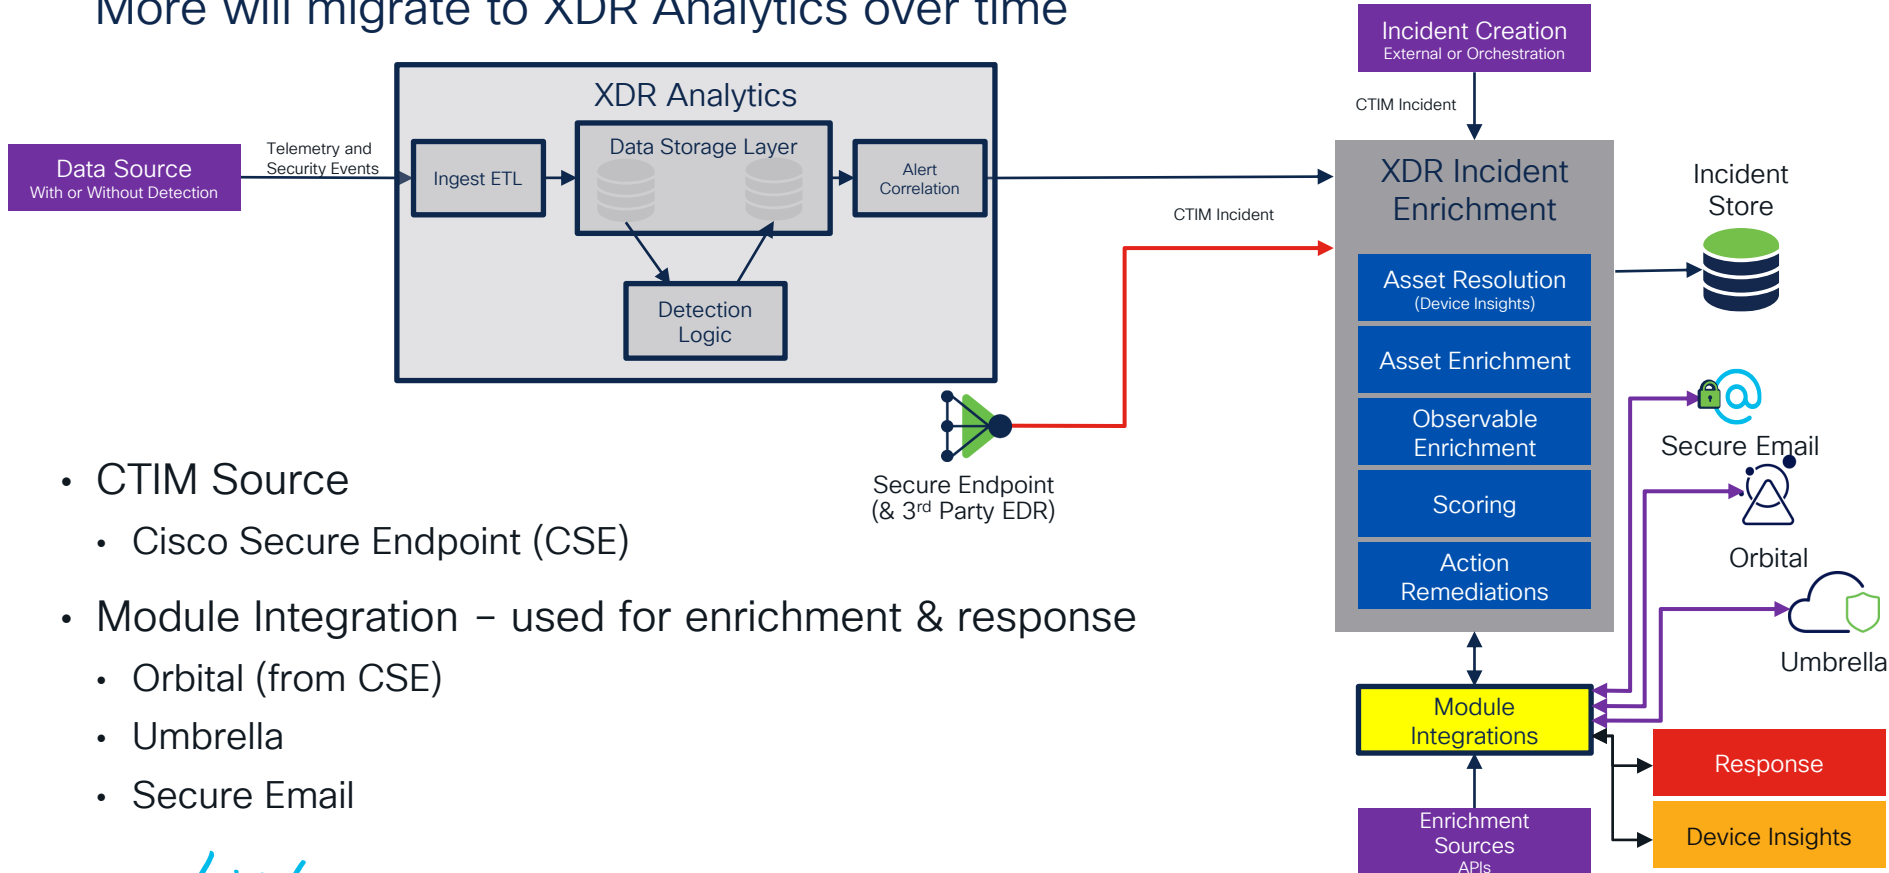 More will migrate to XDR Analytics over time
Incident Creation
External or Orchestration
CTIM Incident
XDR Analytics
Data Source
With or Without Detection
Telemetry and
Security Events
Ingest ETL
Data Storage Layer
Alert
Correlation
Detection
Logic
CTIM Incident
XDR Incident
Enrichment
Asset Resolution
(Device Insights)
Asset Enrichment
Observable
Enrichment
Scoring
Action
Remediations
Incident
Store
Secure Email
Orbital
Umbrella
Secure Endpoint
(& 3rd Party EDR)
• CTIM Source
• Cisco Secure Endpoint (CSE)
• Module Integration – used for enrichment & response
• Orbital (from CSE)
• Umbrella
• Secure Email
Module
Integrations
Response
Device Insights
Enrichment
Sources
APIs